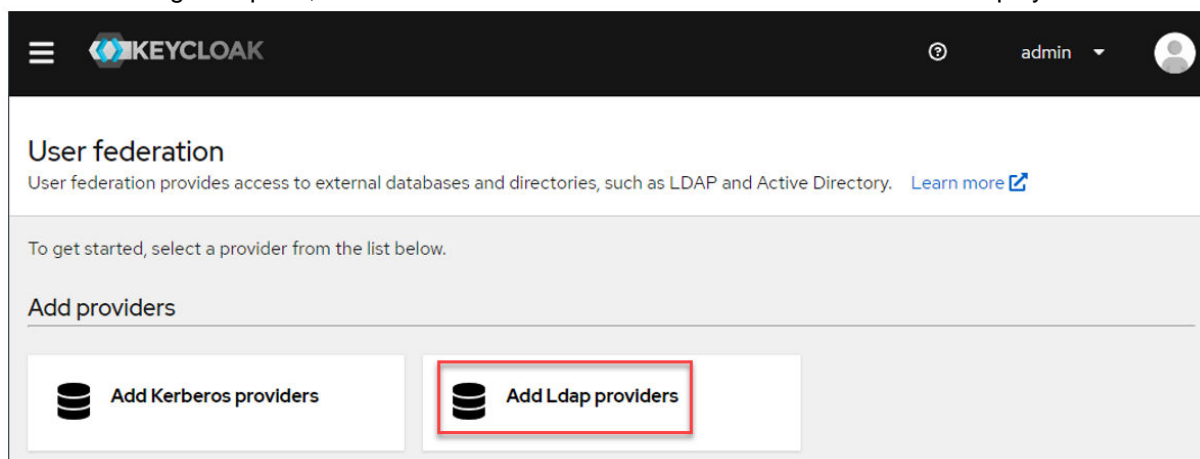 KEYCLOAK
admin
User federation
User federation provides access to external databases and directories, such as LDAP and Active Directory. Learn more
To get started, select a provider from the list below.
Add providers
Add Kerberos providers
Add Ldap providers